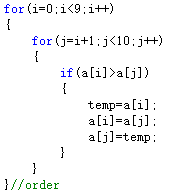 for(i=0;i<9;i++)
{
    for(j=i+1;j<10;j++)
    {
        if(a[i]>a[j])
        {
            temp=a[i];
            a[i]=a[j];
            a[j]=temp;
        }
    }
}//order